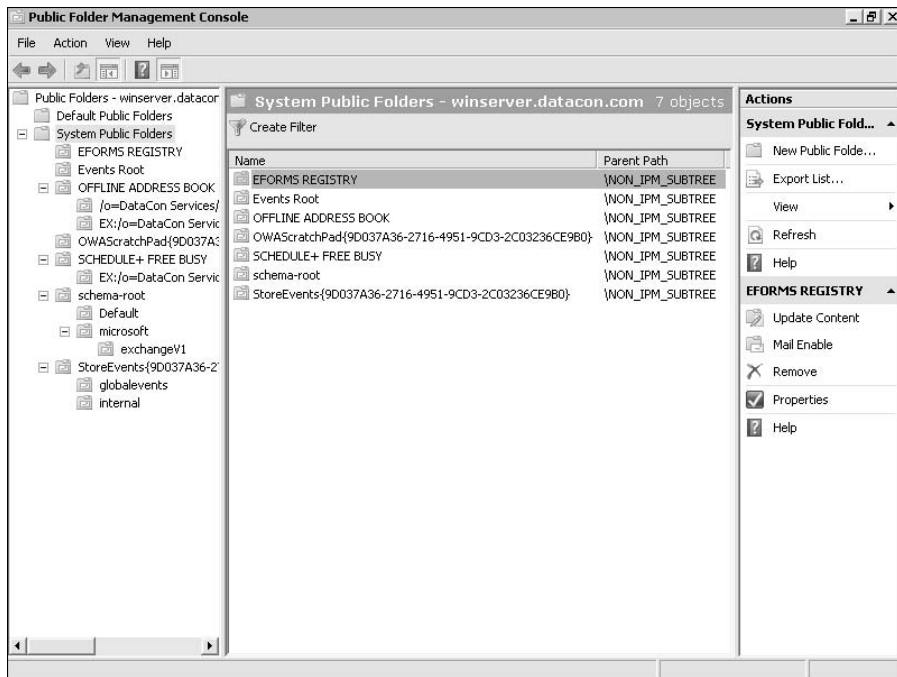 Public Folder Management Console
File Action View Help
Public Folders - winserver.datacor
Default Public Folders
System Public Folders
EFORMS REGISTRY
Events Root
OFFLINE ADDRESS BOOK
/o=DataCon Services/
EX:/o=DataCon Servic
OWAScratchPad{9D037A3
SCHEDULE+ FREE BUSY
EX:/o=DataCon Servic
schema-root
Default
microsoft
exchangeV1
StoreEvents{9D037A36-2
globalevents
internal
System Public Folders - winserver.datacon.com 7 objects
Create Filter
Name Parent Path
EFORMS REGISTRY \NON_IPM_SUBTREE
Events Root \NON_IPM_SUBTREE
OFFLINE ADDRESS BOOK \NON_IPM_SUBTREE
OWAScratchPad{9D037A36-2716-4951-9CD3-2C03236CE9B0} \NON_IPM_SUBTREE
SCHEDULE+ FREE BUSY \NON_IPM_SUBTREE
schema-root \NON_IPM_SUBTREE
StoreEvents{9D037A36-2716-4951-9CD3-2C03236CE9B0} \NON_IPM_SUBTREE
Actions
System Public Fold...
New Public Folde...
Export List...
View
Refresh
Help
EFORMS REGISTRY
Update Content
Mail Enable
Remove
Properties
Help